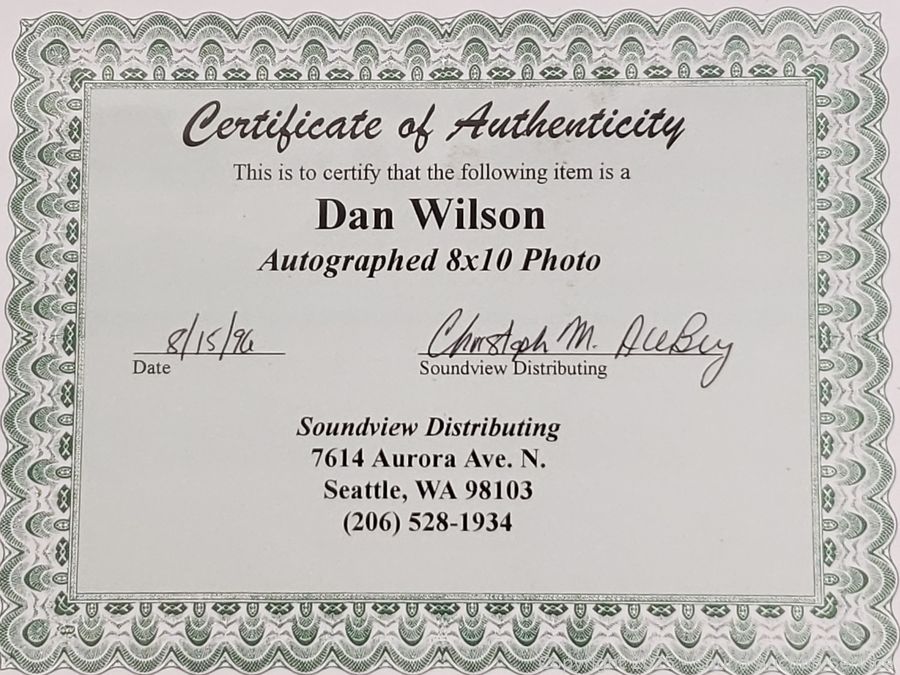 Certificate of Authenticity
This is to certify that the following item is a
Dan Wilson
Autographed 8x10 Photo
8/15/96
Date
M.
Soundview Distributing
Soundview Distributing
7614 Aurora Ave. N.
Seattle, WA 98103
(206) 528-1934